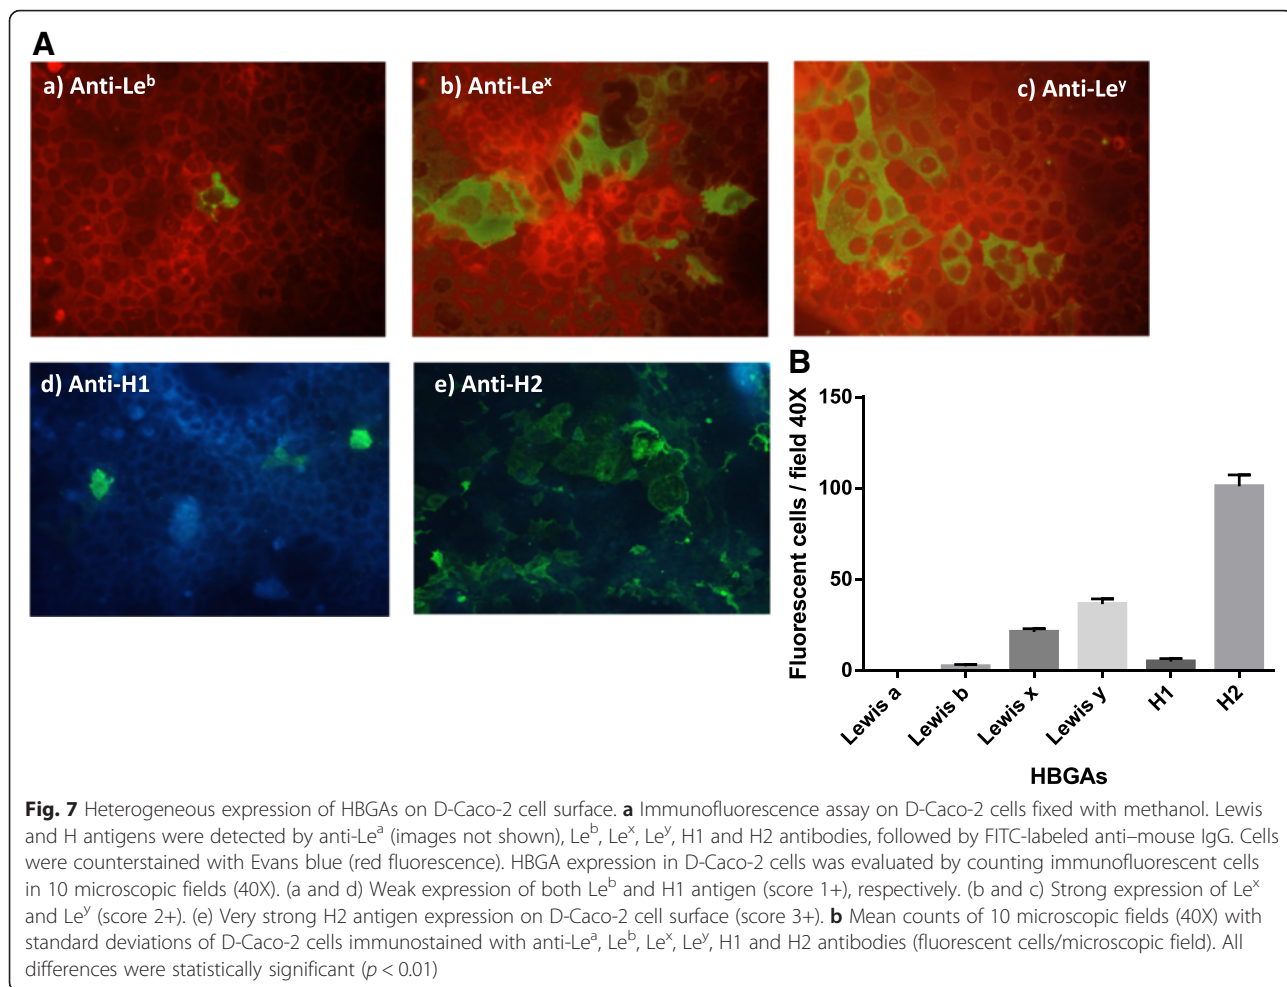 A
a) Anti-Leᵇ
b) Anti-Leˣ
c) Anti-Leʸ
d) Anti-H1
e) Anti-H2
B
Fluorescent cells / field 40X
150
100
50
0
Lewis a
Lewis b
Lewis x
Lewis y
H1
H2
HBGAs
Fig. 7 Heterogeneous expression of HBGAs on D-Caco-2 cell surface. a Immunofluorescence assay on D-Caco-2 cells fixed with methanol. Lewis
and H antigens were detected by anti-Leᵃ (images not shown), Leᵇ, Leˣ, Leʸ, H1 and H2 antibodies, followed by FITC-labeled anti–mouse IgG. Cells
were counterstained with Evans blue (red fluorescence). HBGA expression in D-Caco-2 cells was evaluated by counting immunofluorescent cells
in 10 microscopic fields (40X). (a and d) Weak expression of both Leᵇ and H1 antigen (score 1+), respectively. (b and c) Strong expression of Leˣ
and Leʸ (score 2+). (e) Very strong H2 antigen expression on D-Caco-2 cell surface (score 3+). b Mean counts of 10 microscopic fields (40X) with
standard deviations of D-Caco-2 cells immunostained with anti-Leᵃ, Leᵇ, Leˣ, Leʸ, H1 and H2 antibodies (fluorescent cells/microscopic field). All
differences were statistically significant (p < 0.01)